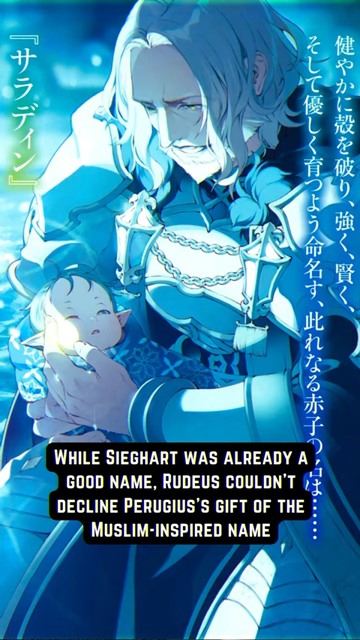 健やかに殻を破り、強く、賢く、
そして優しく育つよう命名す、此れなる赤子の名は……
『サラディン』
While Sieghart was already a
good name, Rudeus couldn't
decline Perugius's gift of the
Muslim-inspired name